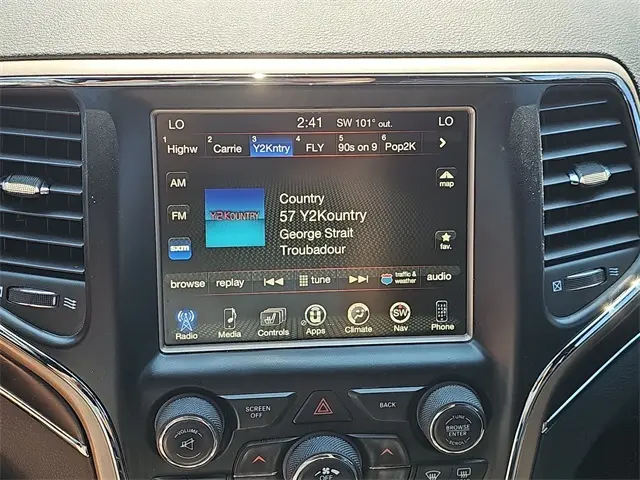 LO 2:41 SW 101° out. LO
1 Highw 2 Carrie 3 Y2Kntry 4 FLY 5 90s on 9 6 Pop2K
AM
map
FM
Y2KOUNTRY
Country
57 Y2Kountry
George Strait
Troubadour
sxm
fav.
browse replay tune traffic & weather audio
Radio Media Controls Apps Climate SW Nav Phone
SCREEN OFF
BACK
VOLUME
TUNE
BROWSE
ENTER
SCROLL
OFF